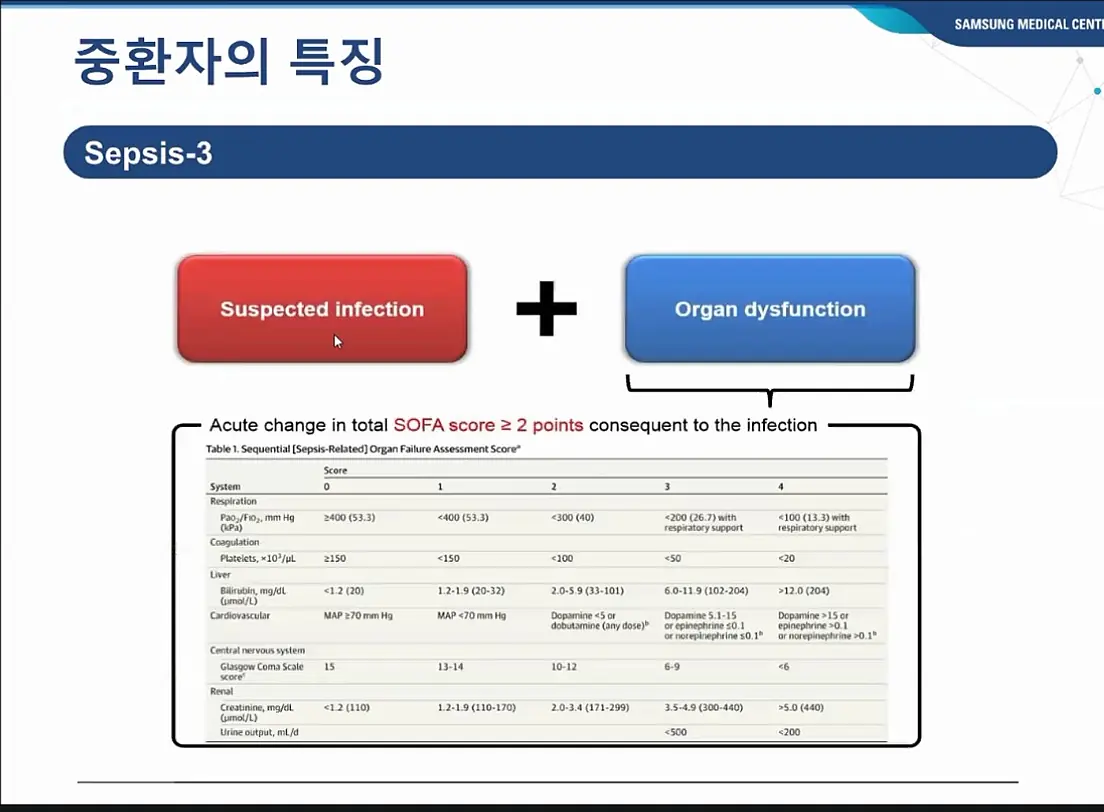 SAMSUNG MEDICAL CENT
중환자의 특징
Sepsis-3
Suspected infection
+
Organ dysfunction
Acute change in total SOFA score ≥ 2 points consequent to the infection
Table 1. Sequential [Sepsis-Related] Organ Failure Assessment Scoreᵃ
Score
System 0 1 2 3 4
Respiration
Pao₂/Fio₂, mm Hg (kPa) ≥400 (53.3) <400 (53.3) <300 (40) <200 (26.7) with respiratory support <100 (13.3) with respiratory support
Coagulation
Platelets, ×10³/μL ≥150 <150 <100 <50 <20
Liver
Bilirubin, mg/dL (μmol/L) <1.2 (20) 1.2-1.9 (20-32) 2.0-5.9 (33-101) 6.0-11.9 (102-204) >12.0 (204)
Cardiovascular MAP ≥70 mm Hg MAP <70 mm Hg Dopamine <5 or dobutamine (any dose)ᵇ Dopamine 5.1-15 or epinephrine ≤0.1 or norepinephrine ≤0.1ᵇ Dopamine >15 or epinephrine >0.1 or norepinephrine >0.1ᵇ
Central nervous system
Glasgow Coma Scale scoreᶜ 15 13-14 10-12 6-9 <6
Renal
Creatinine, mg/dL (μmol/L) <1.2 (110) 1.2-1.9 (110-170) 2.0-3.4 (171-299) 3.5-4.9 (300-440) >5.0 (440)
Urine output, mL/d <500 <200